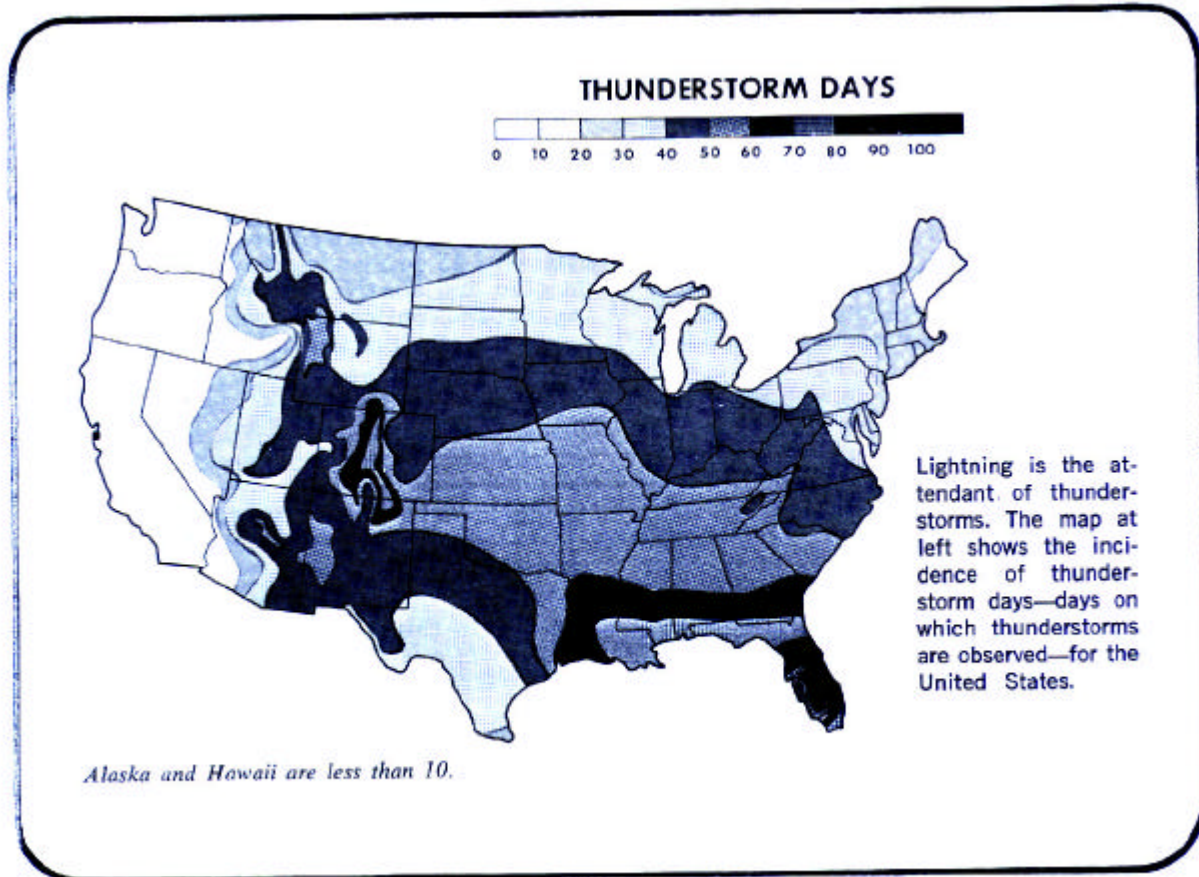 THUNDERSTORM DAYS
0 10 20 30 40 50 60 70 80 90 100
Lightning is the at-
tendant of thunder-
storms. The map at
left shows the inci-
dence of thunder-
storm days—days on
which thunderstorms
are observed—for the
United States.
Alaska and Hawaii are less than 10.